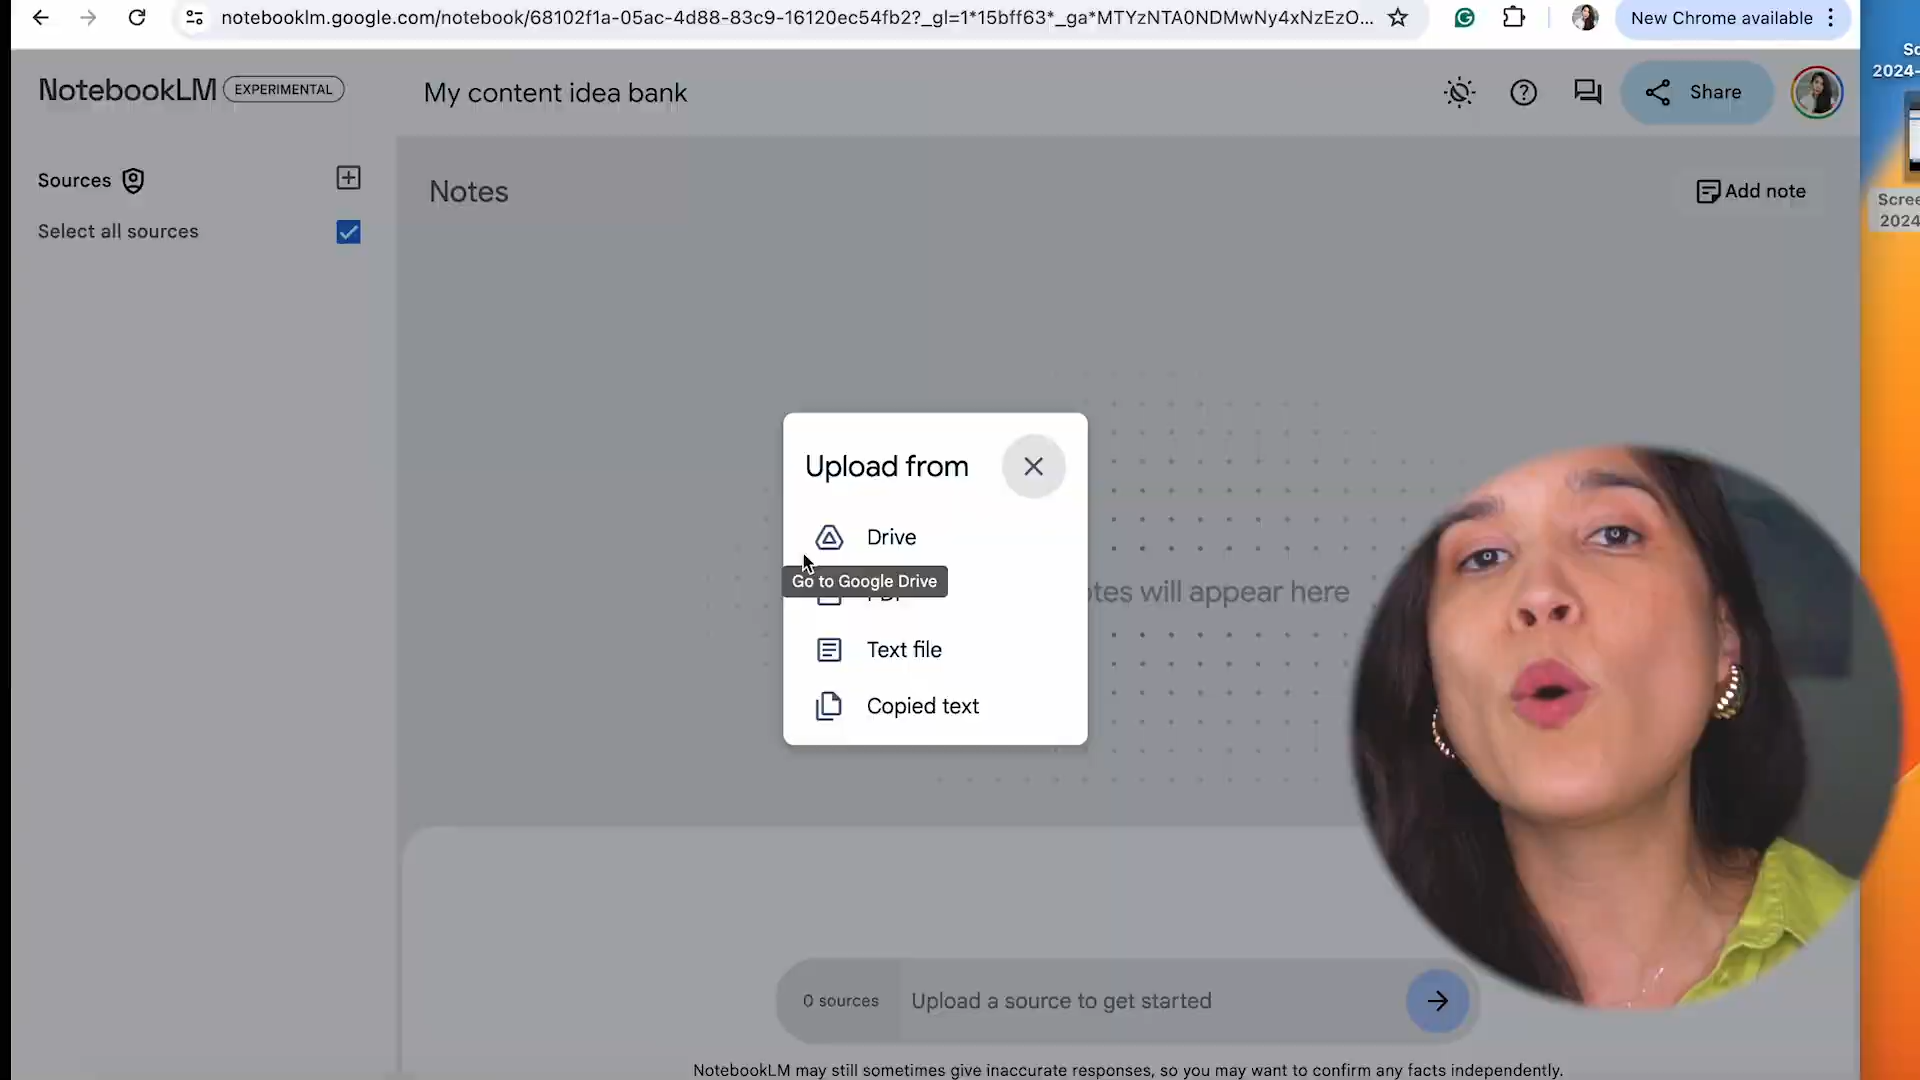 notebooklm.google.com/notebook/68102f1a-05ac-4d88-83c9-16120ec54fb2?_gl=1*15bff63*_ga*MTYzNTA0NDMwNy4xNzEzO...
New Chrome available
NotebookLM
EXPERIMENTAL
My content idea bank
Share
2024-
Sources
Notes
Add note
Select all sources
2024
Upload from
Drive
Go to Google Drive
will appear here
Text file
Copied text
0 sources
Upload a source to get started
NotebookLM may still sometimes give inaccurate responses, so you may want to confirm any facts independently.